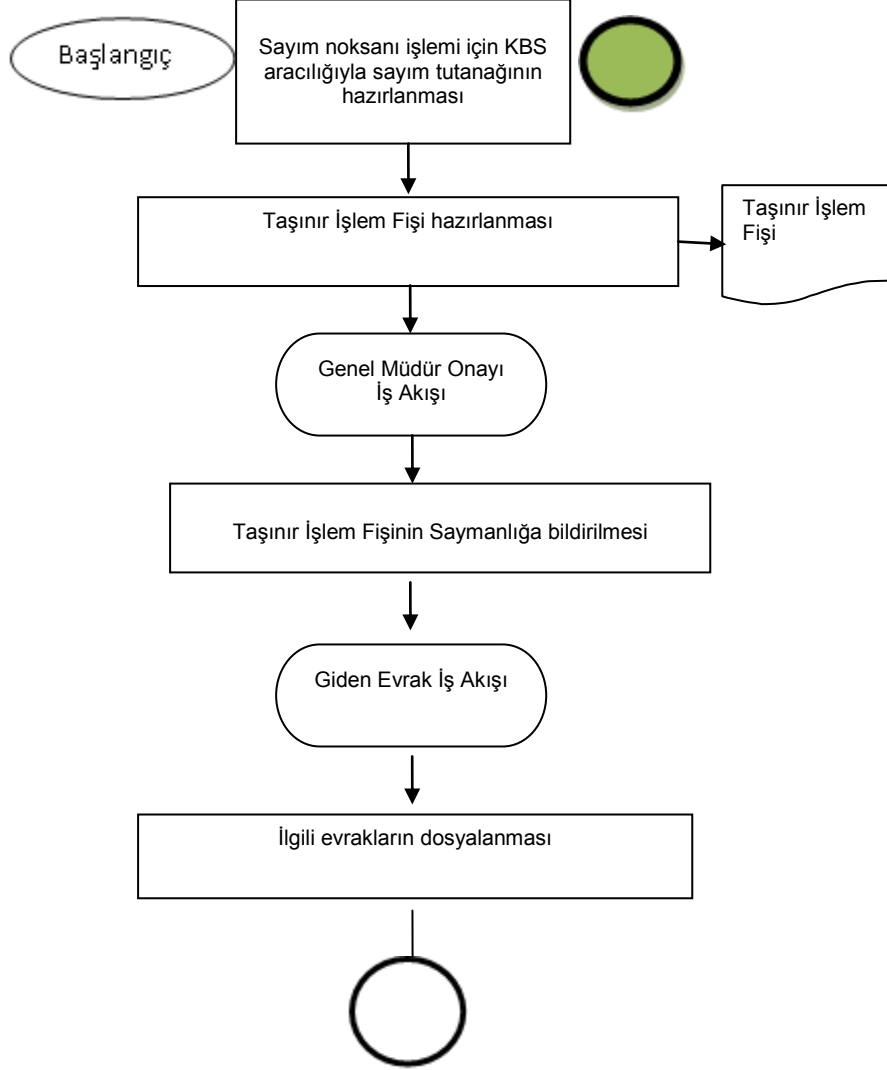 Başlangıç
Sayım noksanı işlemi için KBS
aracılığıyla sayım tutanağının
hazırlanması
Taşınır İşlem Fişi hazırlanması
Taşınır İşlem
Fişi
Genel Müdür Onayı
İş Akışı
Taşınır İşlem Fişinin Saymanlığa bildirilmesi
Giden Evrak İş Akışı
İlgili evrakların dosyalanması